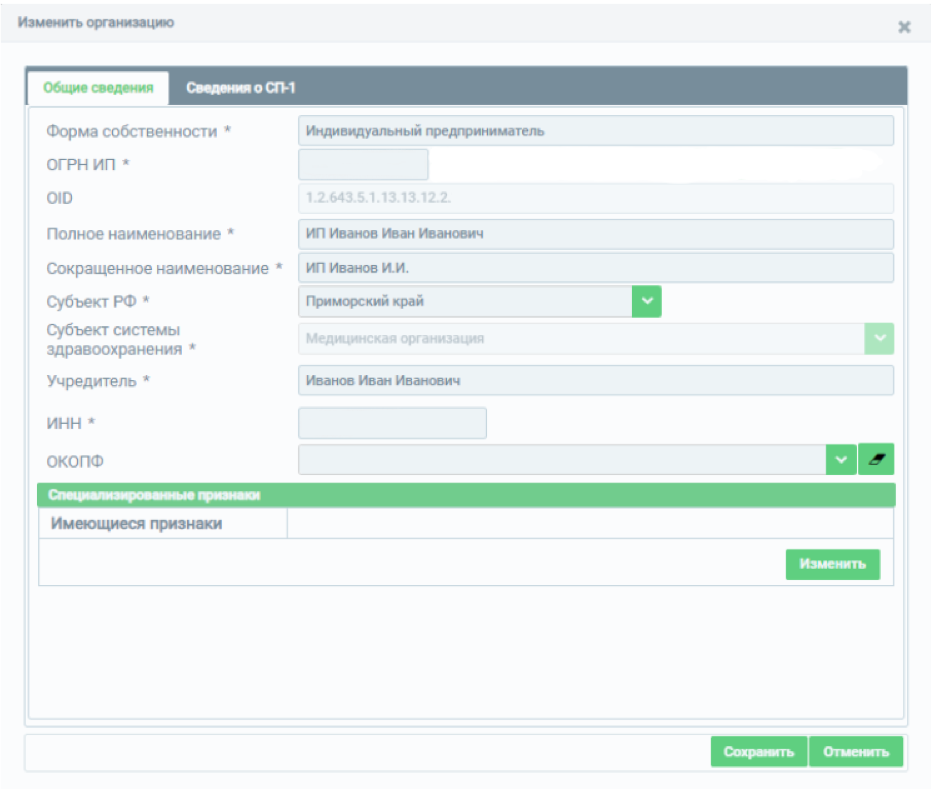 Изменить организацию
Общие сведения Сведения о СП-1
Форма собственности * Индивидуальный предприниматель
ОГРН ИП *
OID 1.2.643.5.1.13.13.12.2.
Полное наименование * ИП Иванов Иван Иванович
Сокращенное наименование * ИП Иванов И.И.
Субъект РФ * Приморский край
Субъект системы
здравоохранения * Медицинская организация
Учредитель * Иванов Иван Иванович
ИНН *
ОКОПФ
Специализированные признаки
Имеющиеся признаки
Изменить
Сохранить Отменить